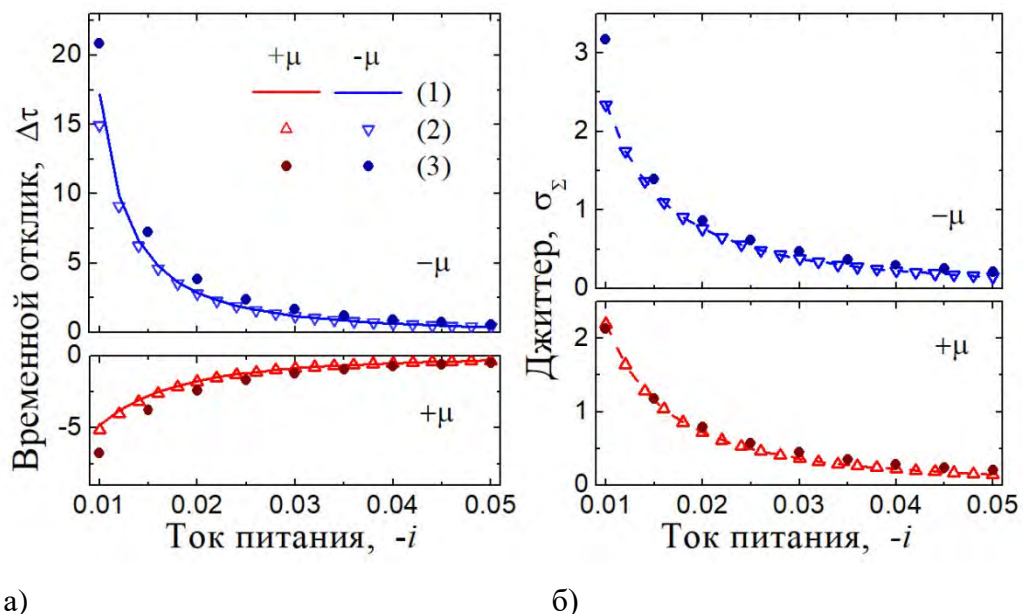 Временной отклик, Δτ
20
15
10
5
0
0
-5
+μ -μ
(1)
(2)
(3)
−μ
+μ
0.01 0.02 0.03 0.04 0.05
Ток питания, -i
а)
Джиттер, σΣ
3
2
1
0
2
1
0
−μ
+μ
0.01 0.02 0.03 0.04 0.05
Ток питания, -i
б)